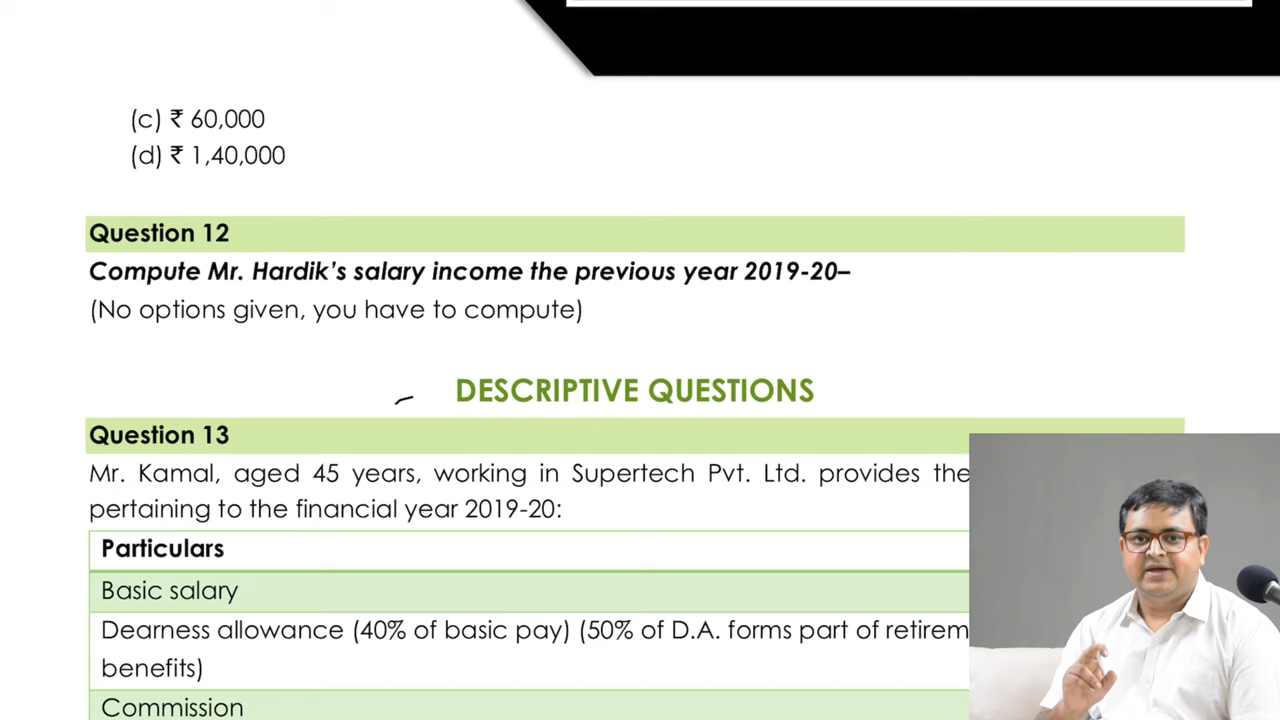 (c) ₹ 60,000
(d) ₹ 1,40,000
Question 12
Compute Mr. Hardik's salary income the previous year 2019-20–
(No options given, you have to compute)
DESCRIPTIVE QUESTIONS
Question 13
Mr. Kamal, aged 45 years, working in Supertech Pvt. Ltd. provides the
pertaining to the financial year 2019-20:
Particulars
Basic salary
Dearness allowance (40% of basic pay) (50% of D.A. forms part of retirem
benefits)
Commission